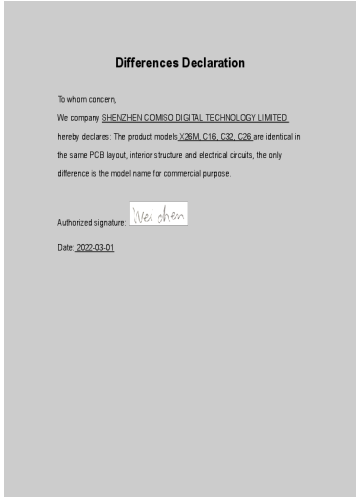 Differences Declaration
To whom concern,
We company SHENZHEN COMISO DIGITAL TECHNOLOGY LIMITED
hereby declares: The product models X26M, C16, C32, C26 are identical in
the same PCB layout, interior structure and electrical circuits, the only
difference is the model name for commercial purpose.
Authorized signature: Wei chen
Date: 2022-03-01